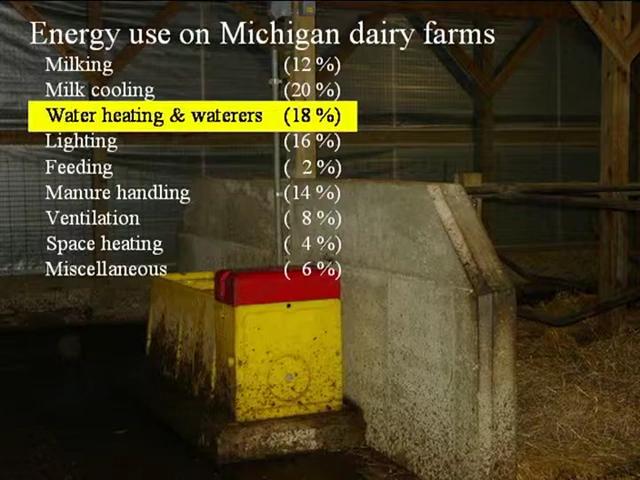 Energy use on Michigan dairy farms
Milking (12 %)
Milk cooling (20 %)
Water heating & waterers (18 %)
Lighting (16 %)
Feeding ( 2 %)
Manure handling (14 %)
Ventilation ( 8 %)
Space heating ( 4 %)
Miscellaneous ( 6 %)